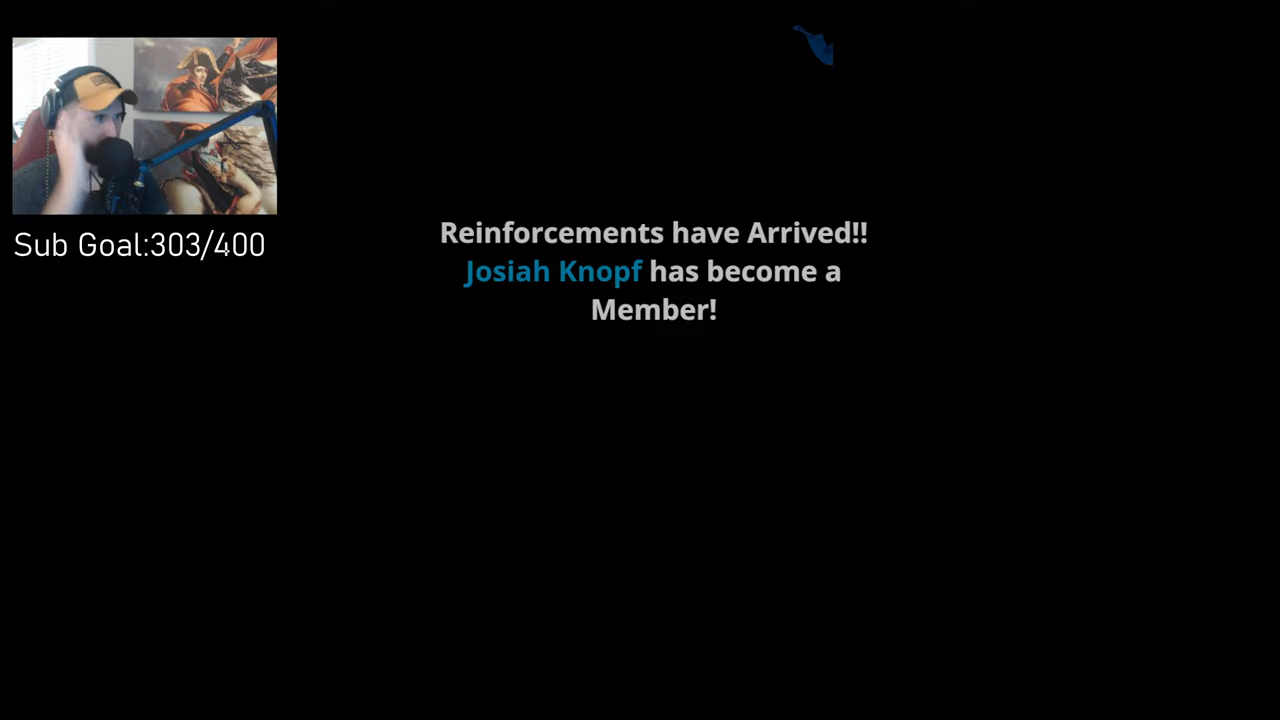 Sub Goal:303/400
Reinforcements have Arrived!!
Josiah Knopf has become a
Member!